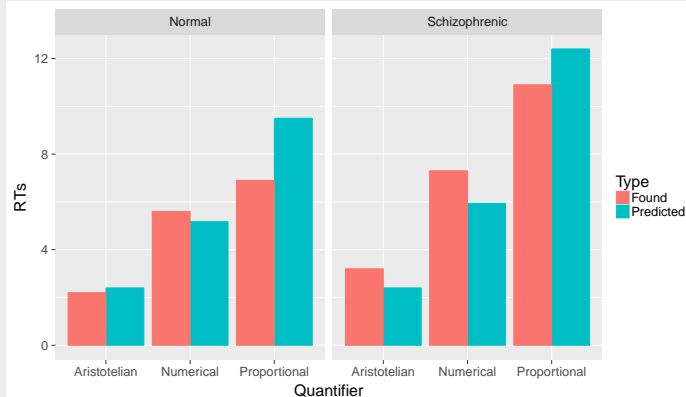 Normal
Schizophrenic
12
8
4
0
RTs
Aristotelian
Numerical
Proportional
Aristotelian
Numerical
Proportional
Quantifier
Type
Found
Predicted